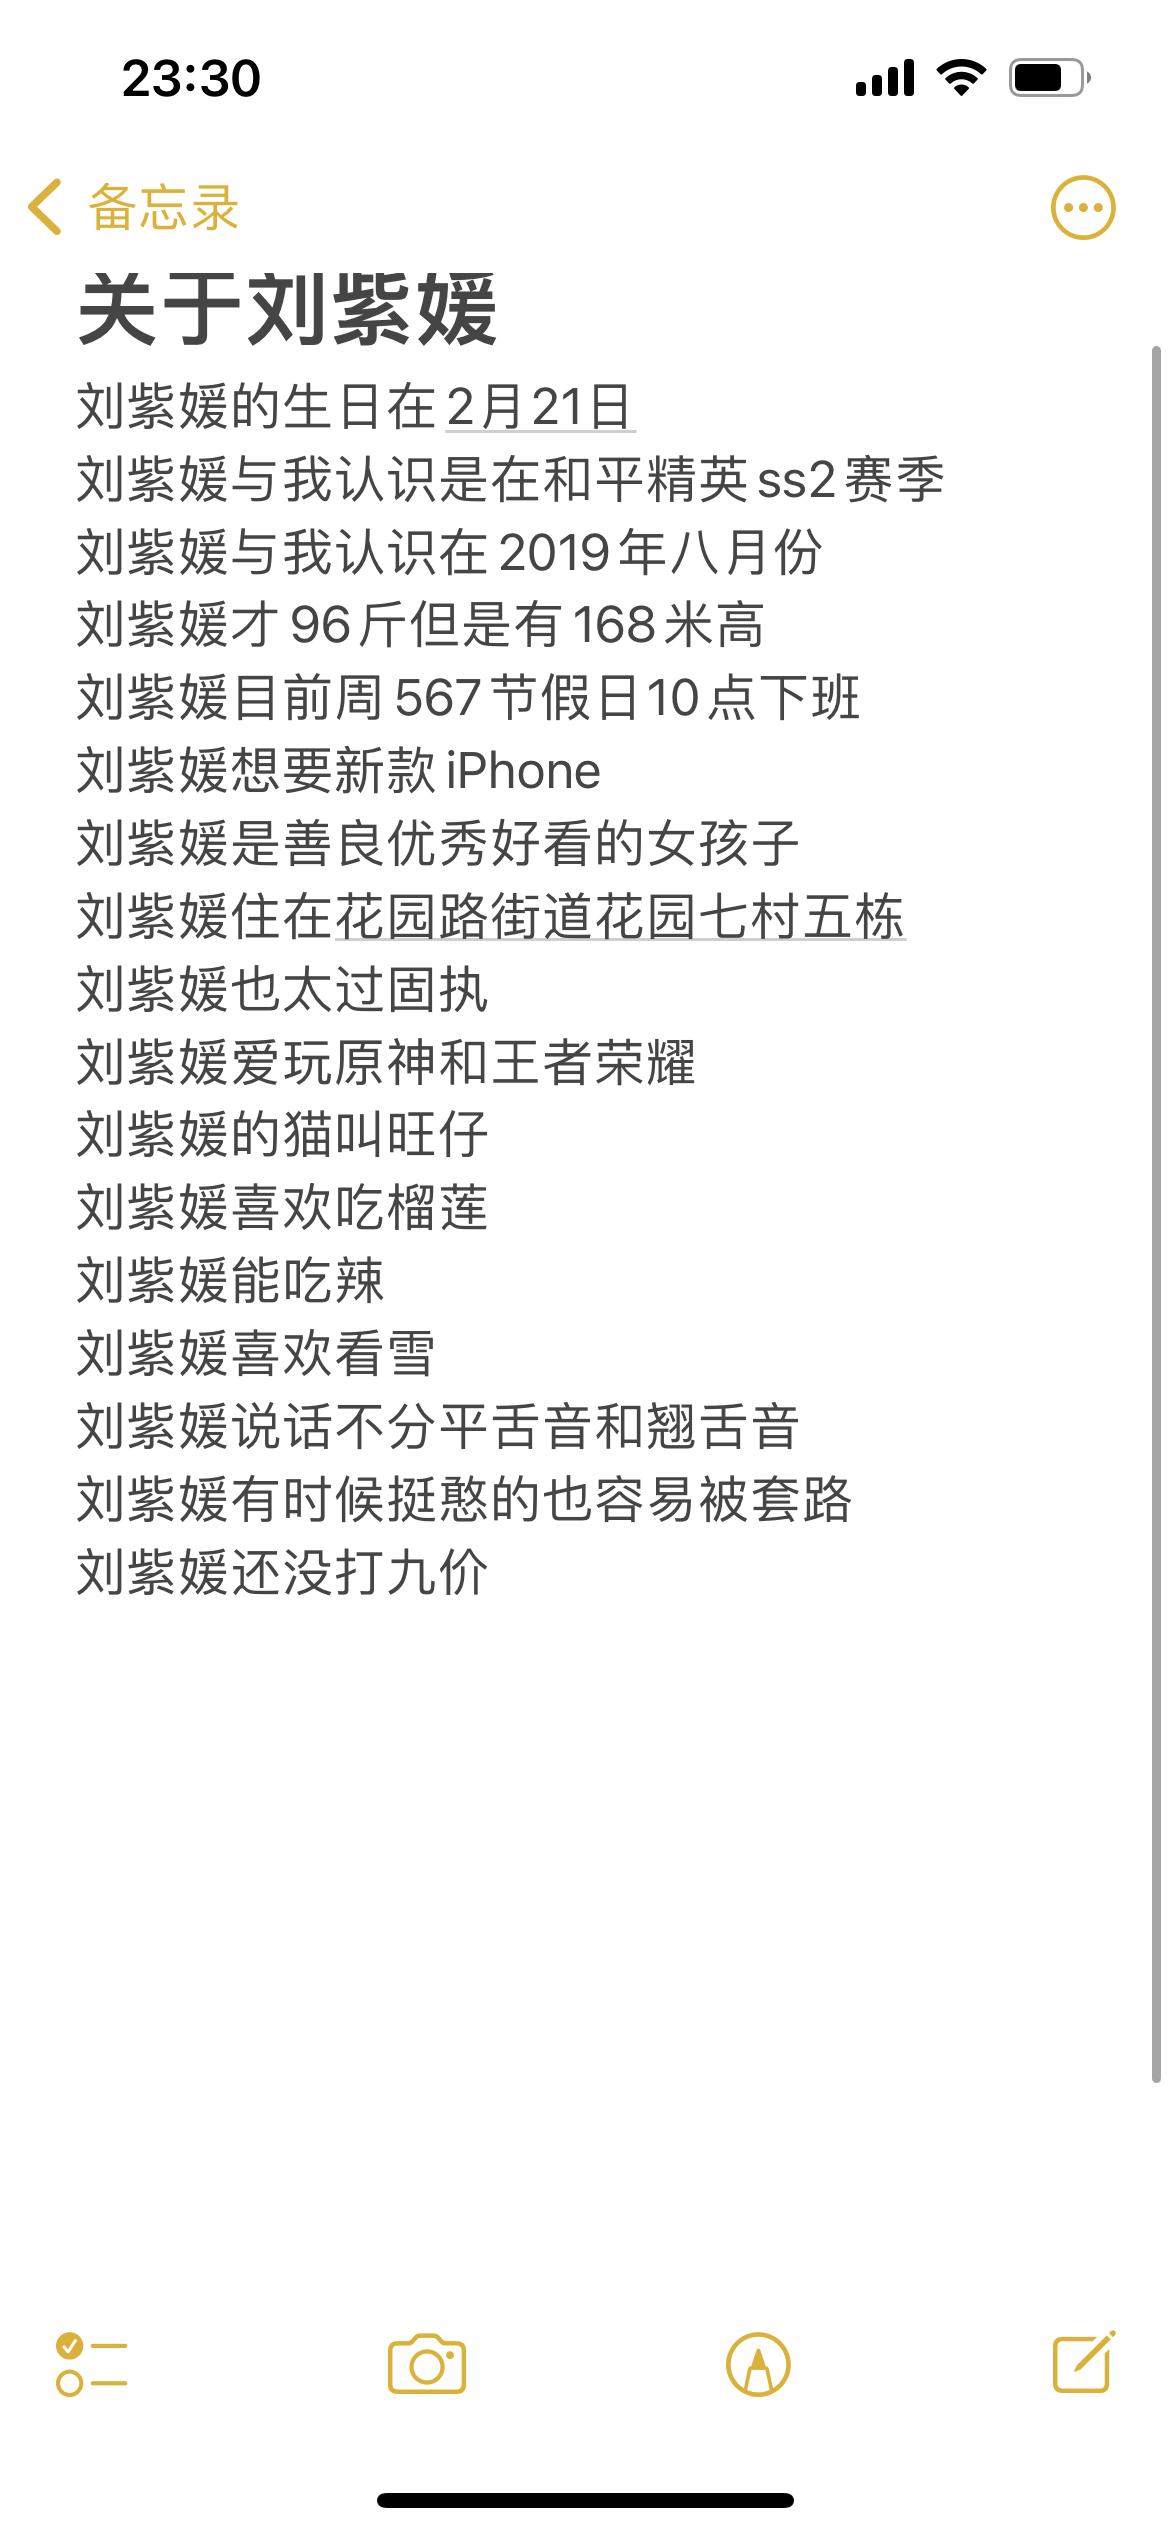 23:30
备忘录
关于刘紫媛
刘紫媛的生日在2月21日
刘紫媛与我认识是在和平精英ss2赛季
刘紫媛与我认识在2019年八月份
刘紫媛才96斤但是有168米高
刘紫媛目前周567节假日10点下班
刘紫媛想要新款iPhone
刘紫媛是善良优秀好看的女孩子
刘紫媛住在花园路街道花园七村五栋
刘紫媛也太过固执
刘紫媛爱玩原神和王者荣耀
刘紫媛的猫叫旺仔
刘紫媛喜欢吃榴莲
刘紫媛能吃辣
刘紫媛喜欢看雪
刘紫媛说话不分平舌音和翘舌音
刘紫媛有时候挺憨的也容易被套路
刘紫媛还没打九价